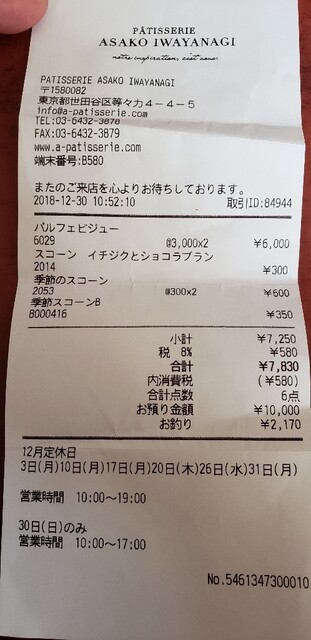 PÂTISSERIE
ASAKO IWAYANAGI
notre inspiration, c'est vous.
PATISSERIE ASAKO IWAYANAGI
〒1580082
東京都世田谷区等々力4-4-5
info@a-patisserie.com
TEL:03-6432-3878
FAX:03-6432-3879
www.a-patisserie.com
端末番号:8580
またのご来店を心よりお待ちしております。
2018-12-30 10:52:10 取引ID:84944
パルフェビジュー
6029 @3,000x2 ¥6,000
スコーン イチジクとショコラブラン
2014 ¥300
季節のスコーン
2053 @300x2 ¥600
季節スコーンB
8000416 ¥350
小計 ¥7,250
税 8% ¥580
合計 ¥7,830
内消費税 (¥580)
合計点数 6点
お預り金額 ¥10,000
お釣り ¥2,170
12月定休日
3日(月)10日(月)17日(月)20日(木)26日(水)31日(月)
営業時間 10:00～19:00
30日(日)のみ
営業時間 10:00～17:00
No.5461347300010